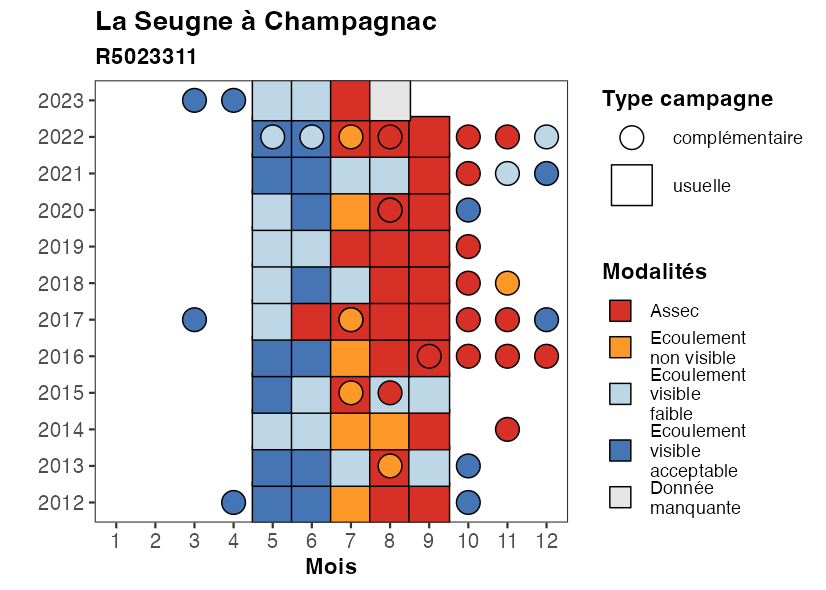 La Seugne à Champagnac
R5023311
2023
2022
2021
2020
2019
2018
2017
2016
2015
2014
2013
2012
1 2 3 4 5 6 7 8 9 10 11 12
Mois
Type campagne
complémentaire
usuelle
Modalités
Assec
Ecoulement
non visible
Ecoulement
visible
faible
Ecoulement
visible
acceptable
Donnée
manquante